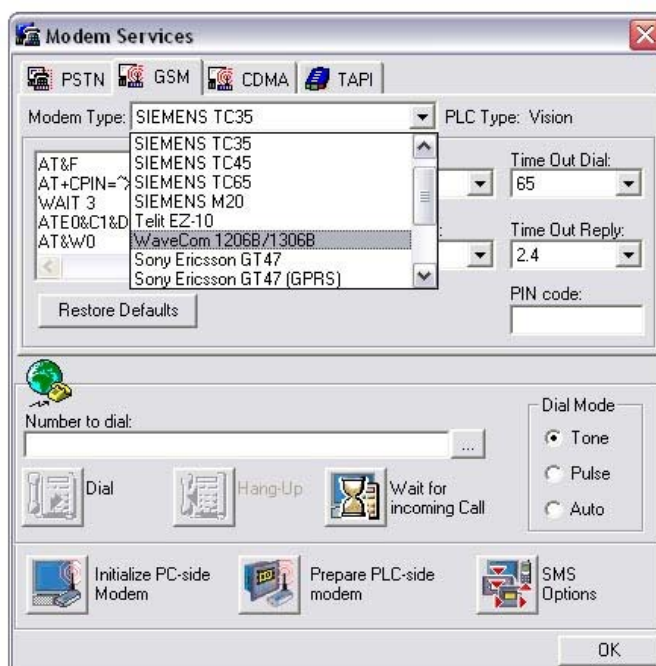 Modem Services
PSTN GSM CDMA TAPI
Modem Type: SIEMENS TC35 PLC Type: Vision
SIEMENS TC35
SIEMENS TC45
SIEMENS TC65
SIEMENS M20
Telit EZ-10
WaveCom 1206B/1306B
Sony Ericsson GT47
Sony Ericsson GT47 (GPRS)
AT&F
AT+CPIN=^
WAIT 3
ATE0&C1&D
AT&W0
Time Out Dial:
65
Time Out Reply:
2.4
PIN code:
Restore Defaults
Number to dial:
...
Dial
Hang-Up
Wait for
incoming Call
Dial Mode
Tone
Pulse
Auto
Initialize PC-side
Modem
Prepare PLC-side
modem
SMS
Options
OK